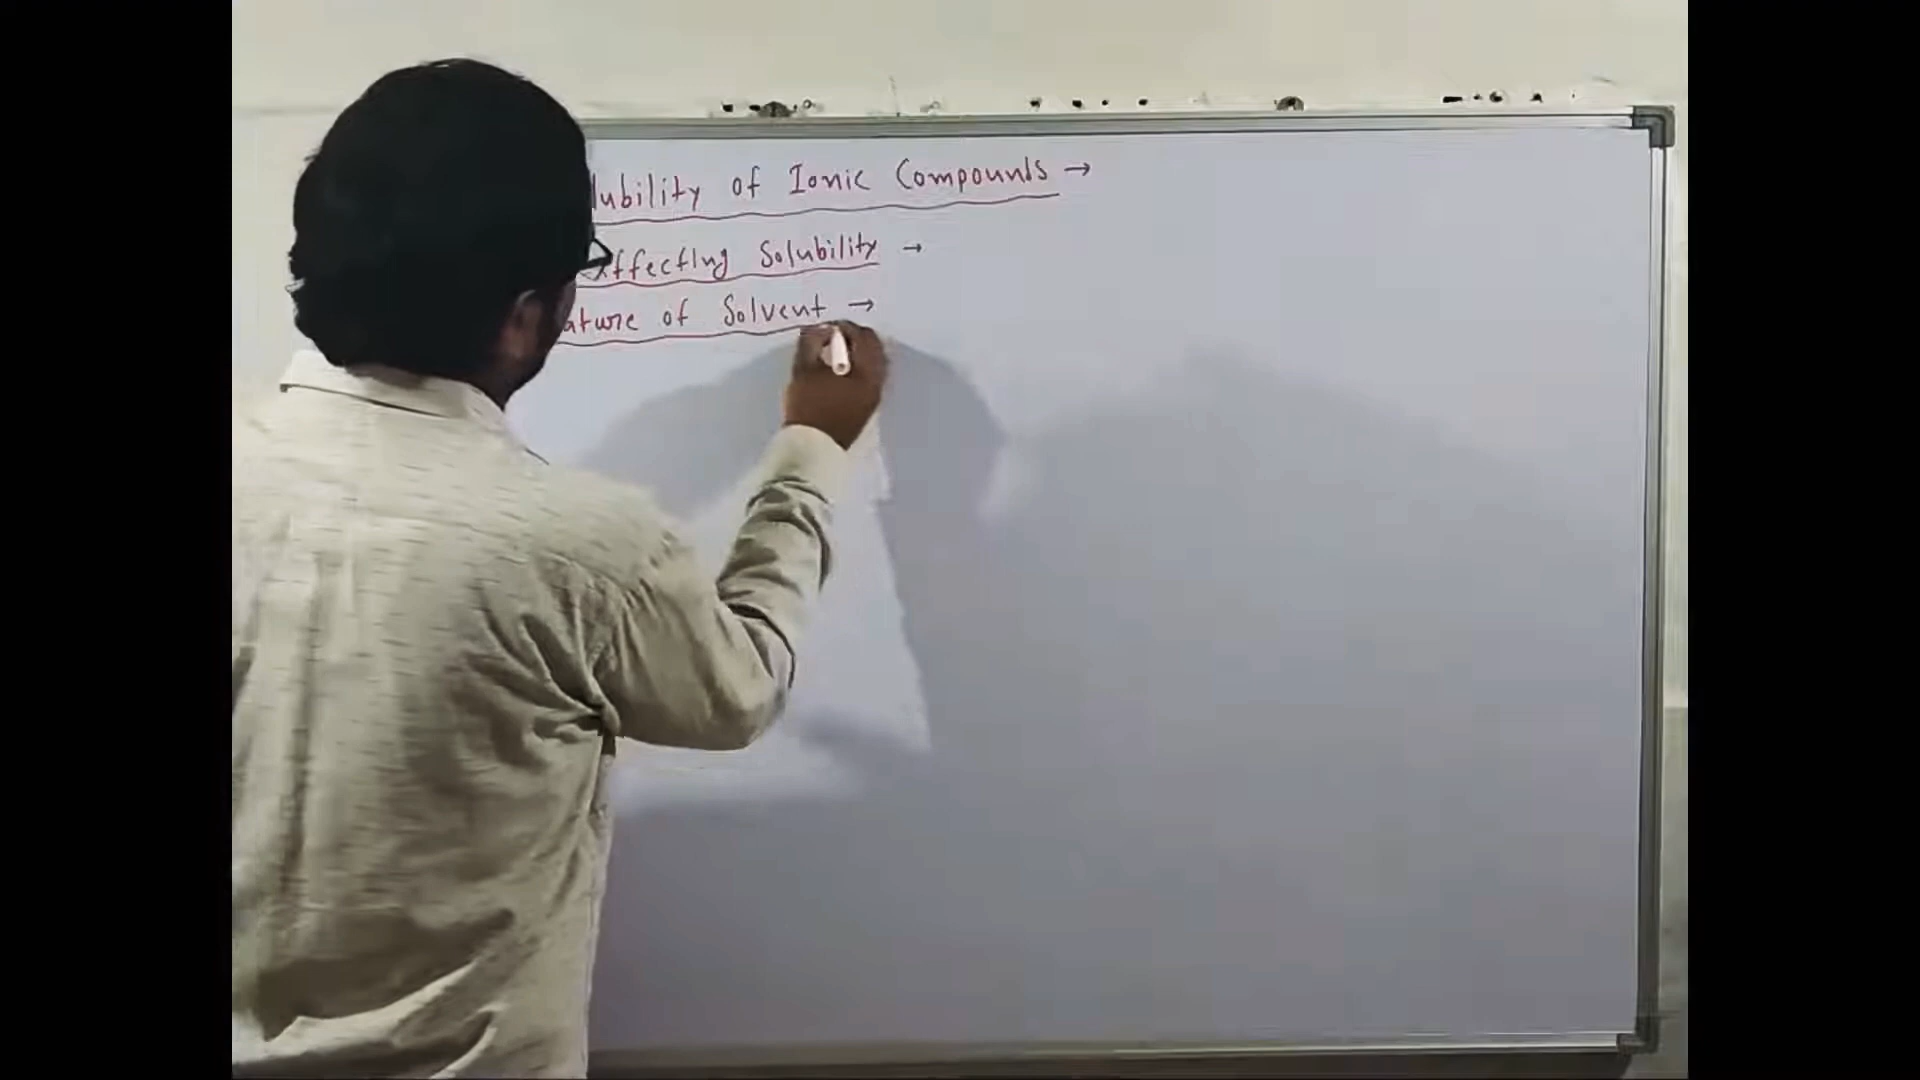 lubility of Ionic Compounds →
Affecting Solubility →
ature of Solvent →